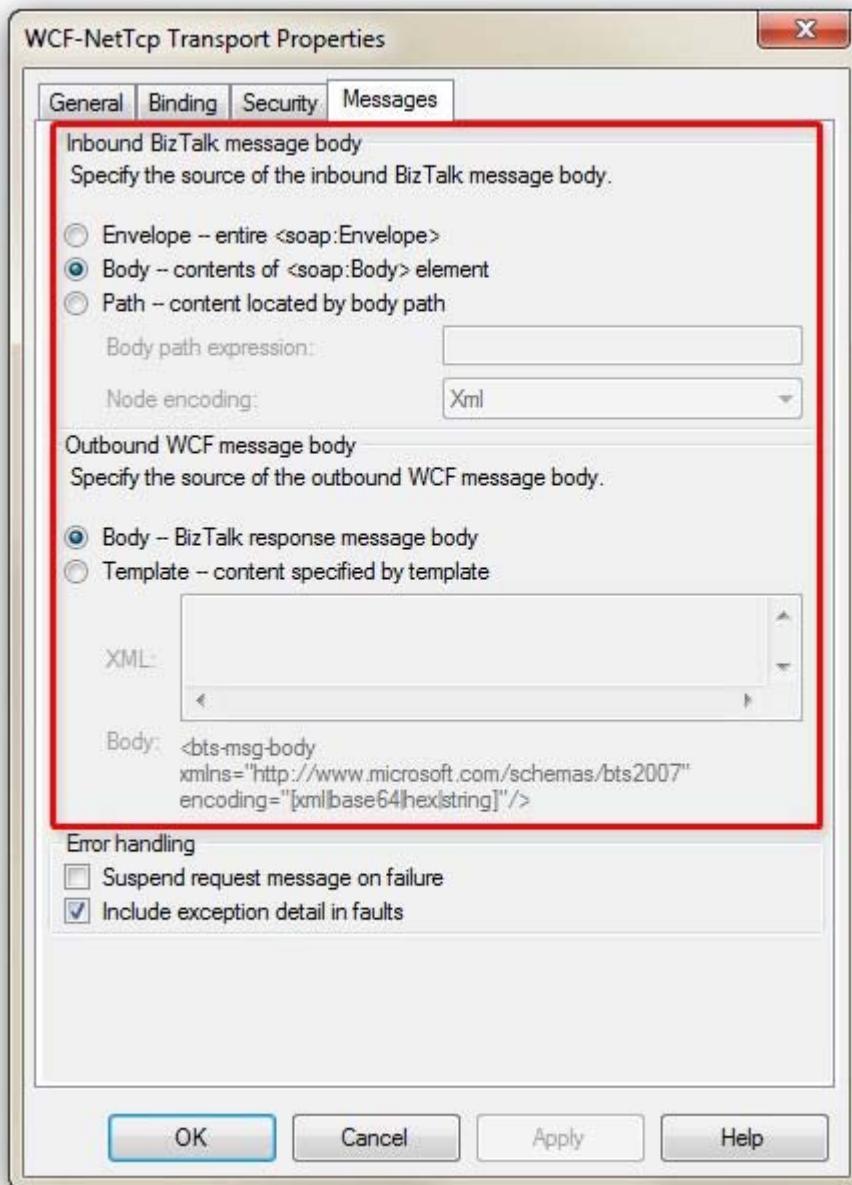 WCF-NetTcp Transport Properties
General Binding Security Messages
Inbound BizTalk message body
Specify the source of the inbound BizTalk message body.
Envelope -- entire <soap:Envelope>
Body -- contents of <soap:Body> element
Path -- content located by body path
Body path expression:
Node encoding: Xml
Outbound WCF message body
Specify the source of the outbound WCF message body.
Body -- BizTalk response message body
Template -- content specified by template
XML:
Body: <bts-msg-body
xmlns="http://www.microsoft.com/schemas/bts2007"
encoding="[xml|base64|hex|string]"/>
Error handling
Suspend request message on failure
Include exception detail in faults
OK Cancel Apply Help